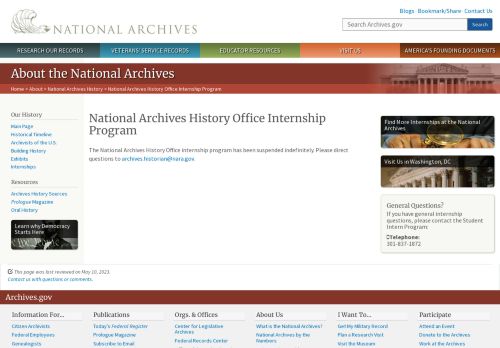 NATIONAL ARCHIVES
Blogs · Bookmark/Share · Contact Us
Search Archives.gov
Search
RESEARCH OUR RECORDS
VETERANS' SERVICE RECORDS
EDUCATOR RESOURCES
VISIT US
AMERICA'S FOUNDING DOCUMENTS
About the National Archives
Home > About > National Archives History > National Archives History Office Internship Program
Our History
Main Page
Historical Timeline
Archivists of the U.S.
Building History
Exhibits
Internships
Resources
Archives History Sources
Prologue Magazine
Oral History
Learn why Democracy
Starts Here
National Archives History Office Internship
Program
The National Archives History Office internship program has been suspended indefinitely. Please direct
questions to archives.historian@nara.gov.
Find More Internships at the National
Archives
Visit Us in Washington, DC
General Questions?
If you have general internship
questions, please contact the Student
Intern Program:
Telephone:
301-837-1872
This page was last reviewed on May 10, 2023.
Contact us with questions or comments.
Archives.gov
Information For…
Citizen Archivists
Federal Employees
Genealogists
Publications
Today's Federal Register
Prologue Magazine
Subscribe to Email
Orgs. & Offices
Center for Legislative
Archives
Federal Records Center
About Us
What is the National Archives?
National Archives by the
Numbers
I Want To…
Get My Military Record
Plan a Research Visit
Visit the Museum
Participate
Attend an Event
Donate to the Archives
Work at the Archives